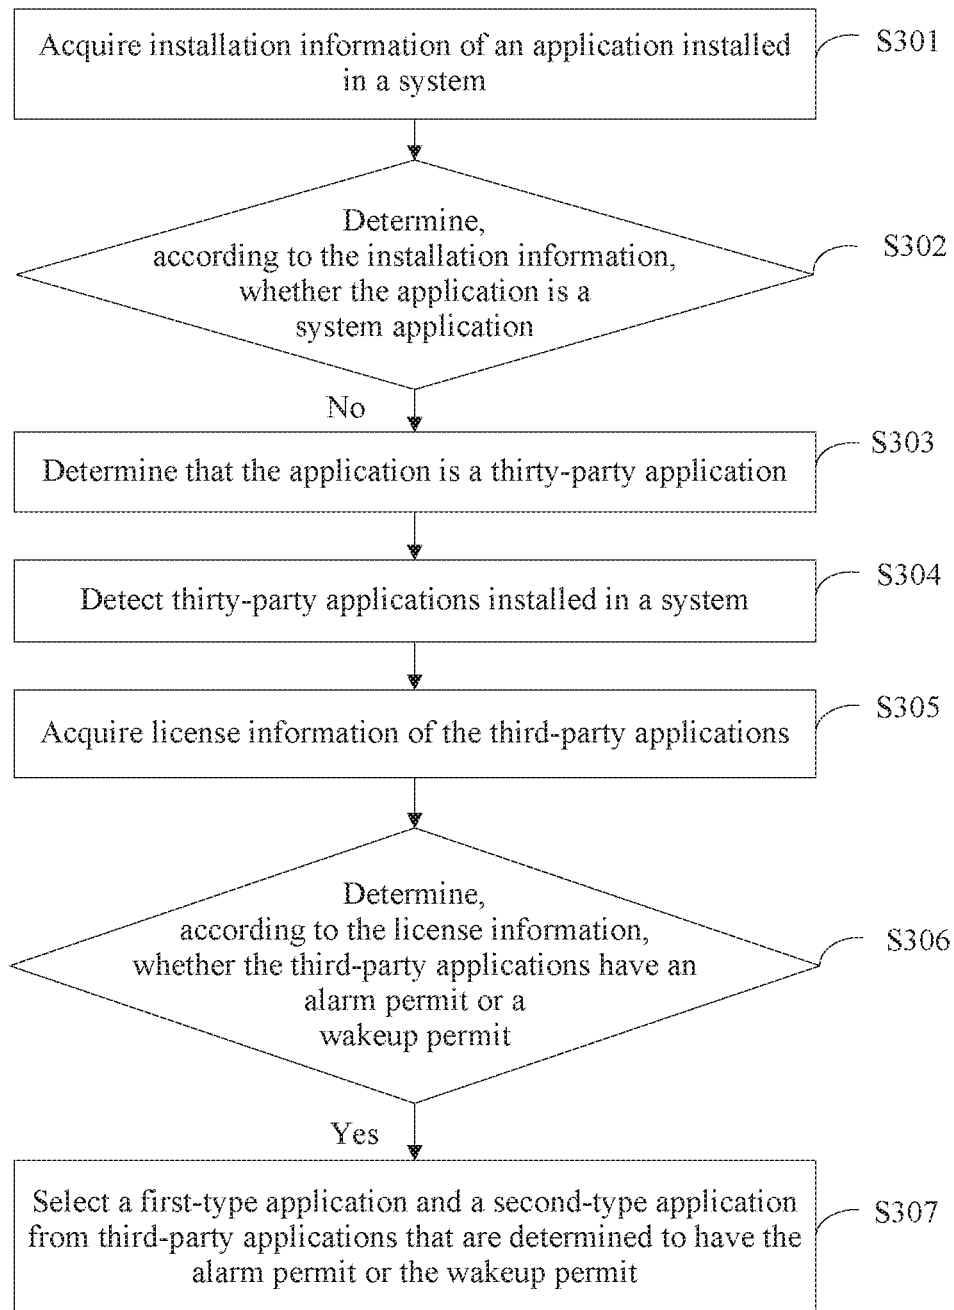 Acquire installation information of an application installed
in a system
S301
Determine,
according to the installation information,
whether the application is a
system application
S302
No
Determine that the application is a thirty-party application
S303
Detect thirty-party applications installed in a system
S304
Acquire license information of the third-party applications
S305
Determine,
according to the license information,
whether the third-party applications have an
alarm permit or a
wakeup permit
S306
Yes
Select a first-type application and a second-type application
from third-party applications that are determined to have the
alarm permit or the wakeup permit
S307